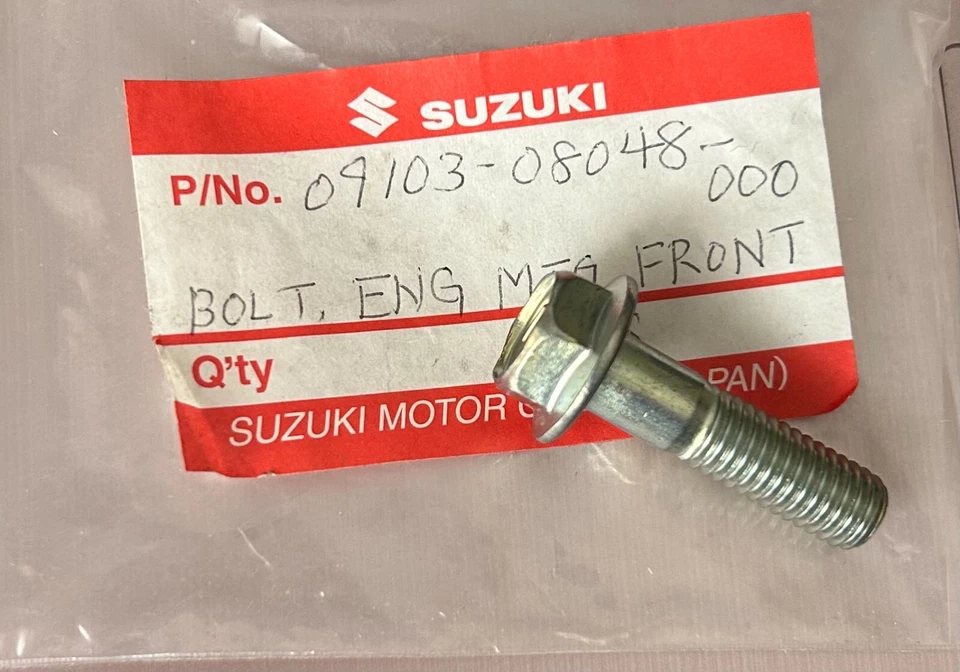 SUZUKI
P/No. 09103-08048-
000
BOLT, ENG MTG FRONT
Q'ty
SUZUKI MOTOR PAN)